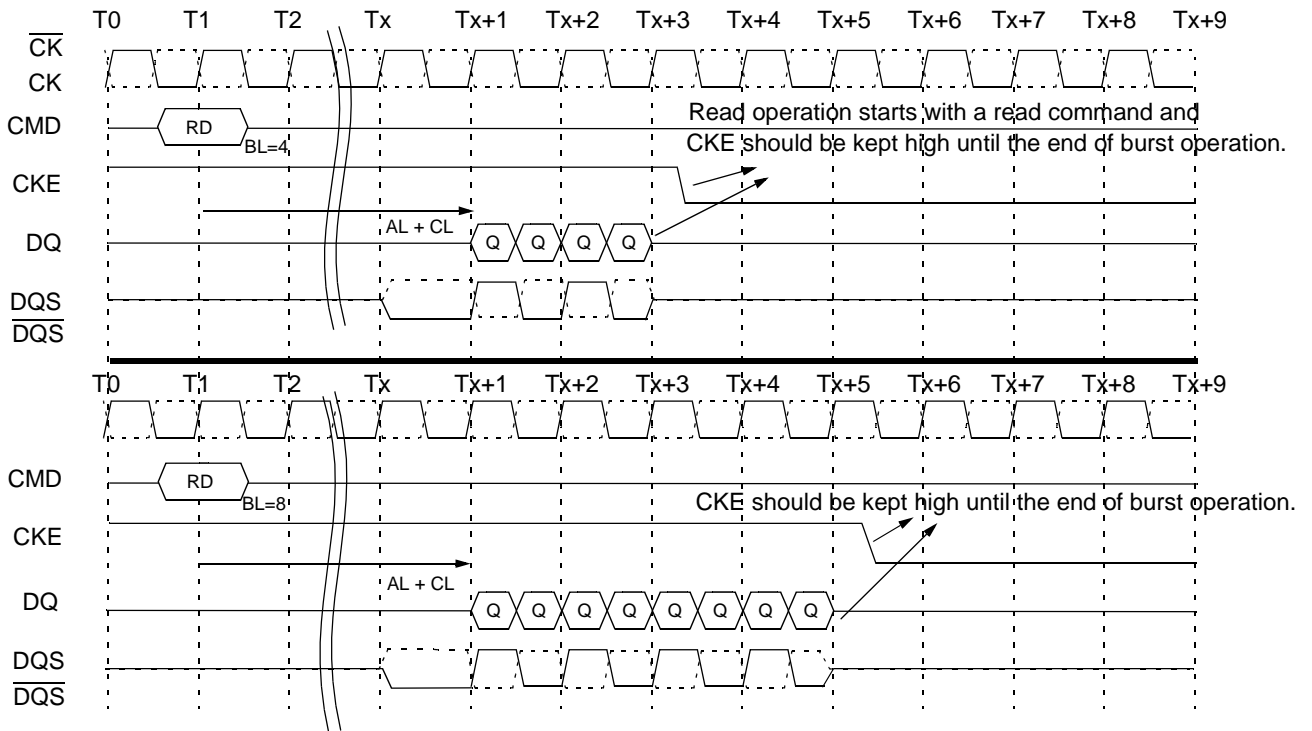 T0 T1 T2 Tx Tx+1 Tx+2 Tx+3 Tx+4 Tx+5 Tx+6 Tx+7 Tx+8 Tx+9
CK
CK
Read operation starts with a read command and
CMD RD
BL=4
CKE should be kept high until the end of burst operation.
CKE
AL + CL
DQ Q Q Q Q
DQS
DQS
T0 T1 T2 Tx Tx+1 Tx+2 Tx+3 Tx+4 Tx+5 Tx+6 Tx+7 Tx+8 Tx+9
CMD RD
BL=8
CKE should be kept high until the end of burst operation.
CKE
AL + CL
DQ Q Q Q Q Q Q Q Q
DQS
DQS